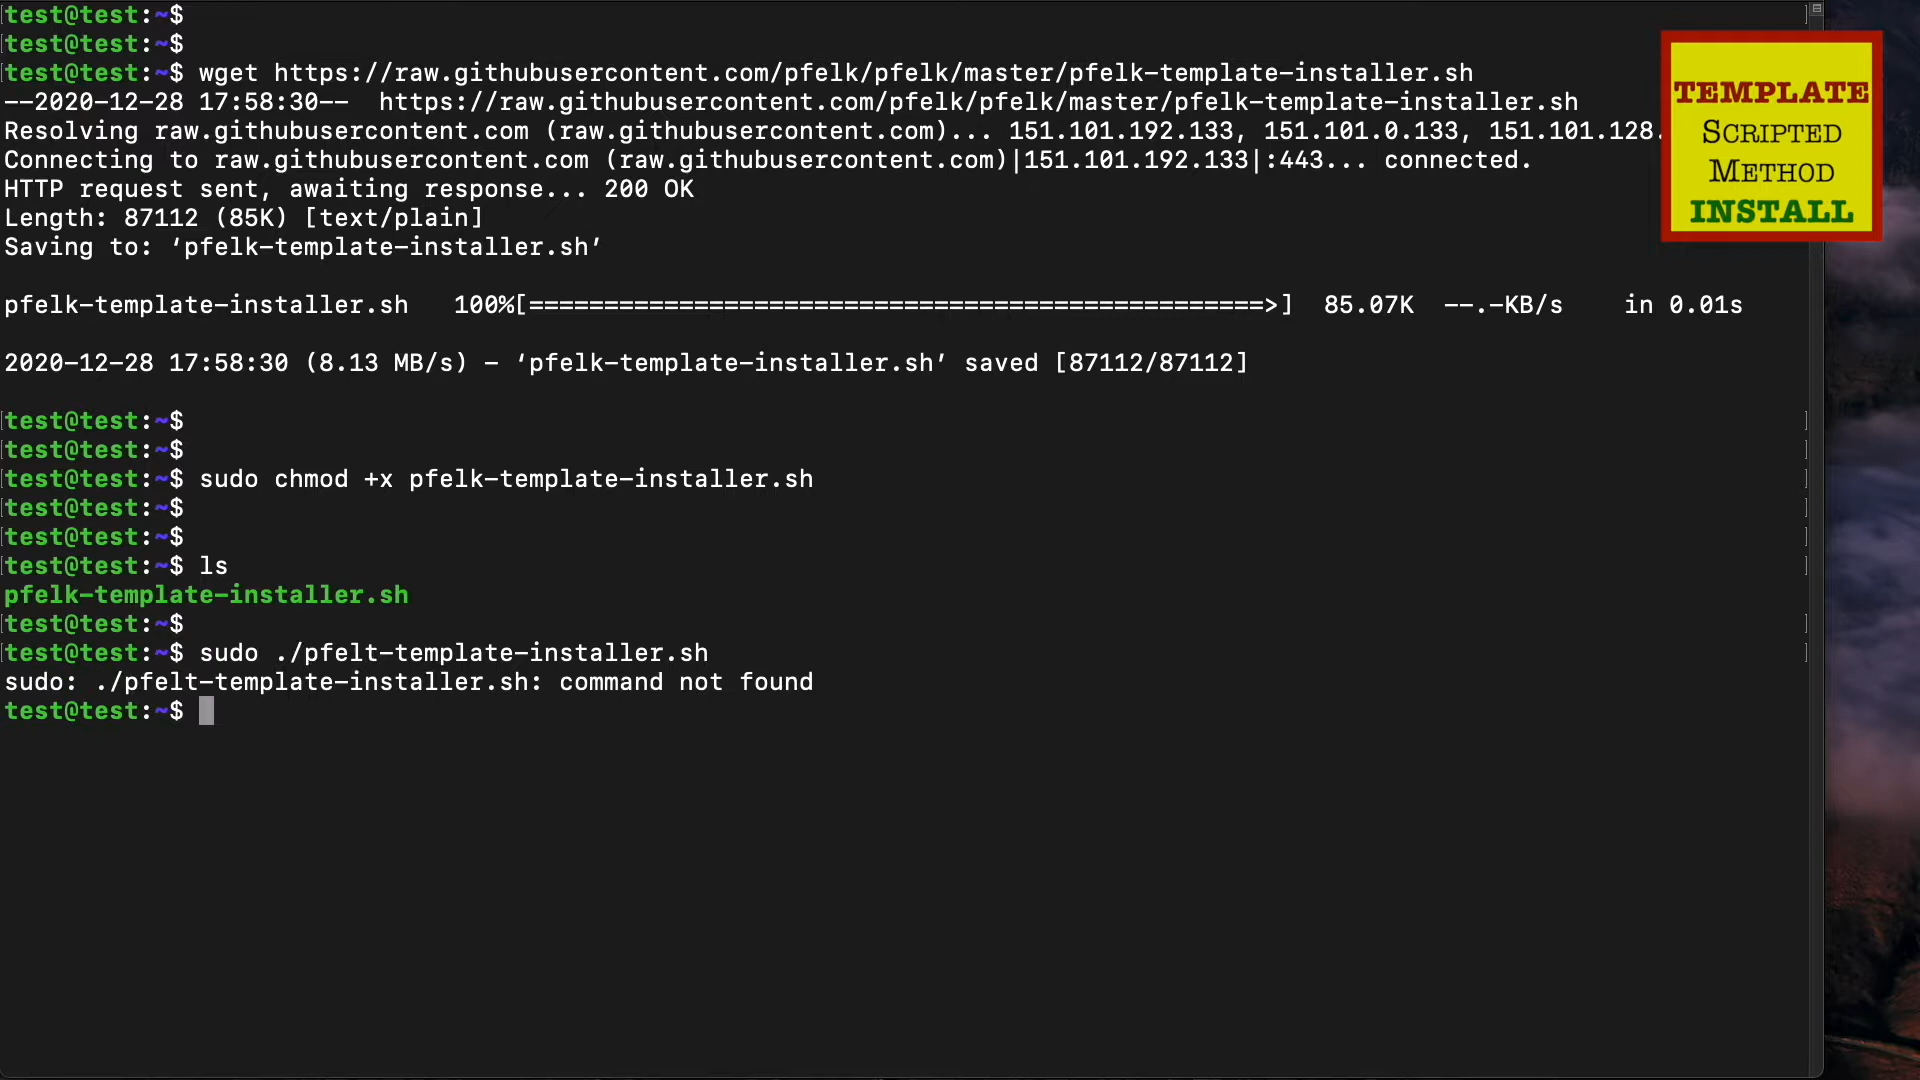 test@test:~$
test@test:~$
test@test:~$ wget https://raw.githubusercontent.com/pfelk/pfelk/master/pfelk-template-installer.sh
--2020-12-28 17:58:30--  https://raw.githubusercontent.com/pfelk/pfelk/master/pfelk-template-installer.sh
Resolving raw.githubusercontent.com (raw.githubusercontent.com)... 151.101.192.133, 151.101.0.133, 151.101.128.
Connecting to raw.githubusercontent.com (raw.githubusercontent.com)|151.101.192.133|:443... connected.
HTTP request sent, awaiting response... 200 OK
Length: 87112 (85K) [text/plain]
Saving to: ‘pfelk-template-installer.sh’
pfelk-template-installer.sh   100%[=================================================>]  85.07K  --.-KB/s    in 0.01s
2020-12-28 17:58:30 (8.13 MB/s) - ‘pfelk-template-installer.sh’ saved [87112/87112]
test@test:~$
test@test:~$
test@test:~$ sudo chmod +x pfelk-template-installer.sh
test@test:~$
test@test:~$
test@test:~$ ls
pfelk-template-installer.sh
test@test:~$
test@test:~$ sudo ./pfelt-template-installer.sh
sudo: ./pfelt-template-installer.sh: command not found
test@test:~$
TEMPLATE
SCRIPTED
METHOD
INSTALL